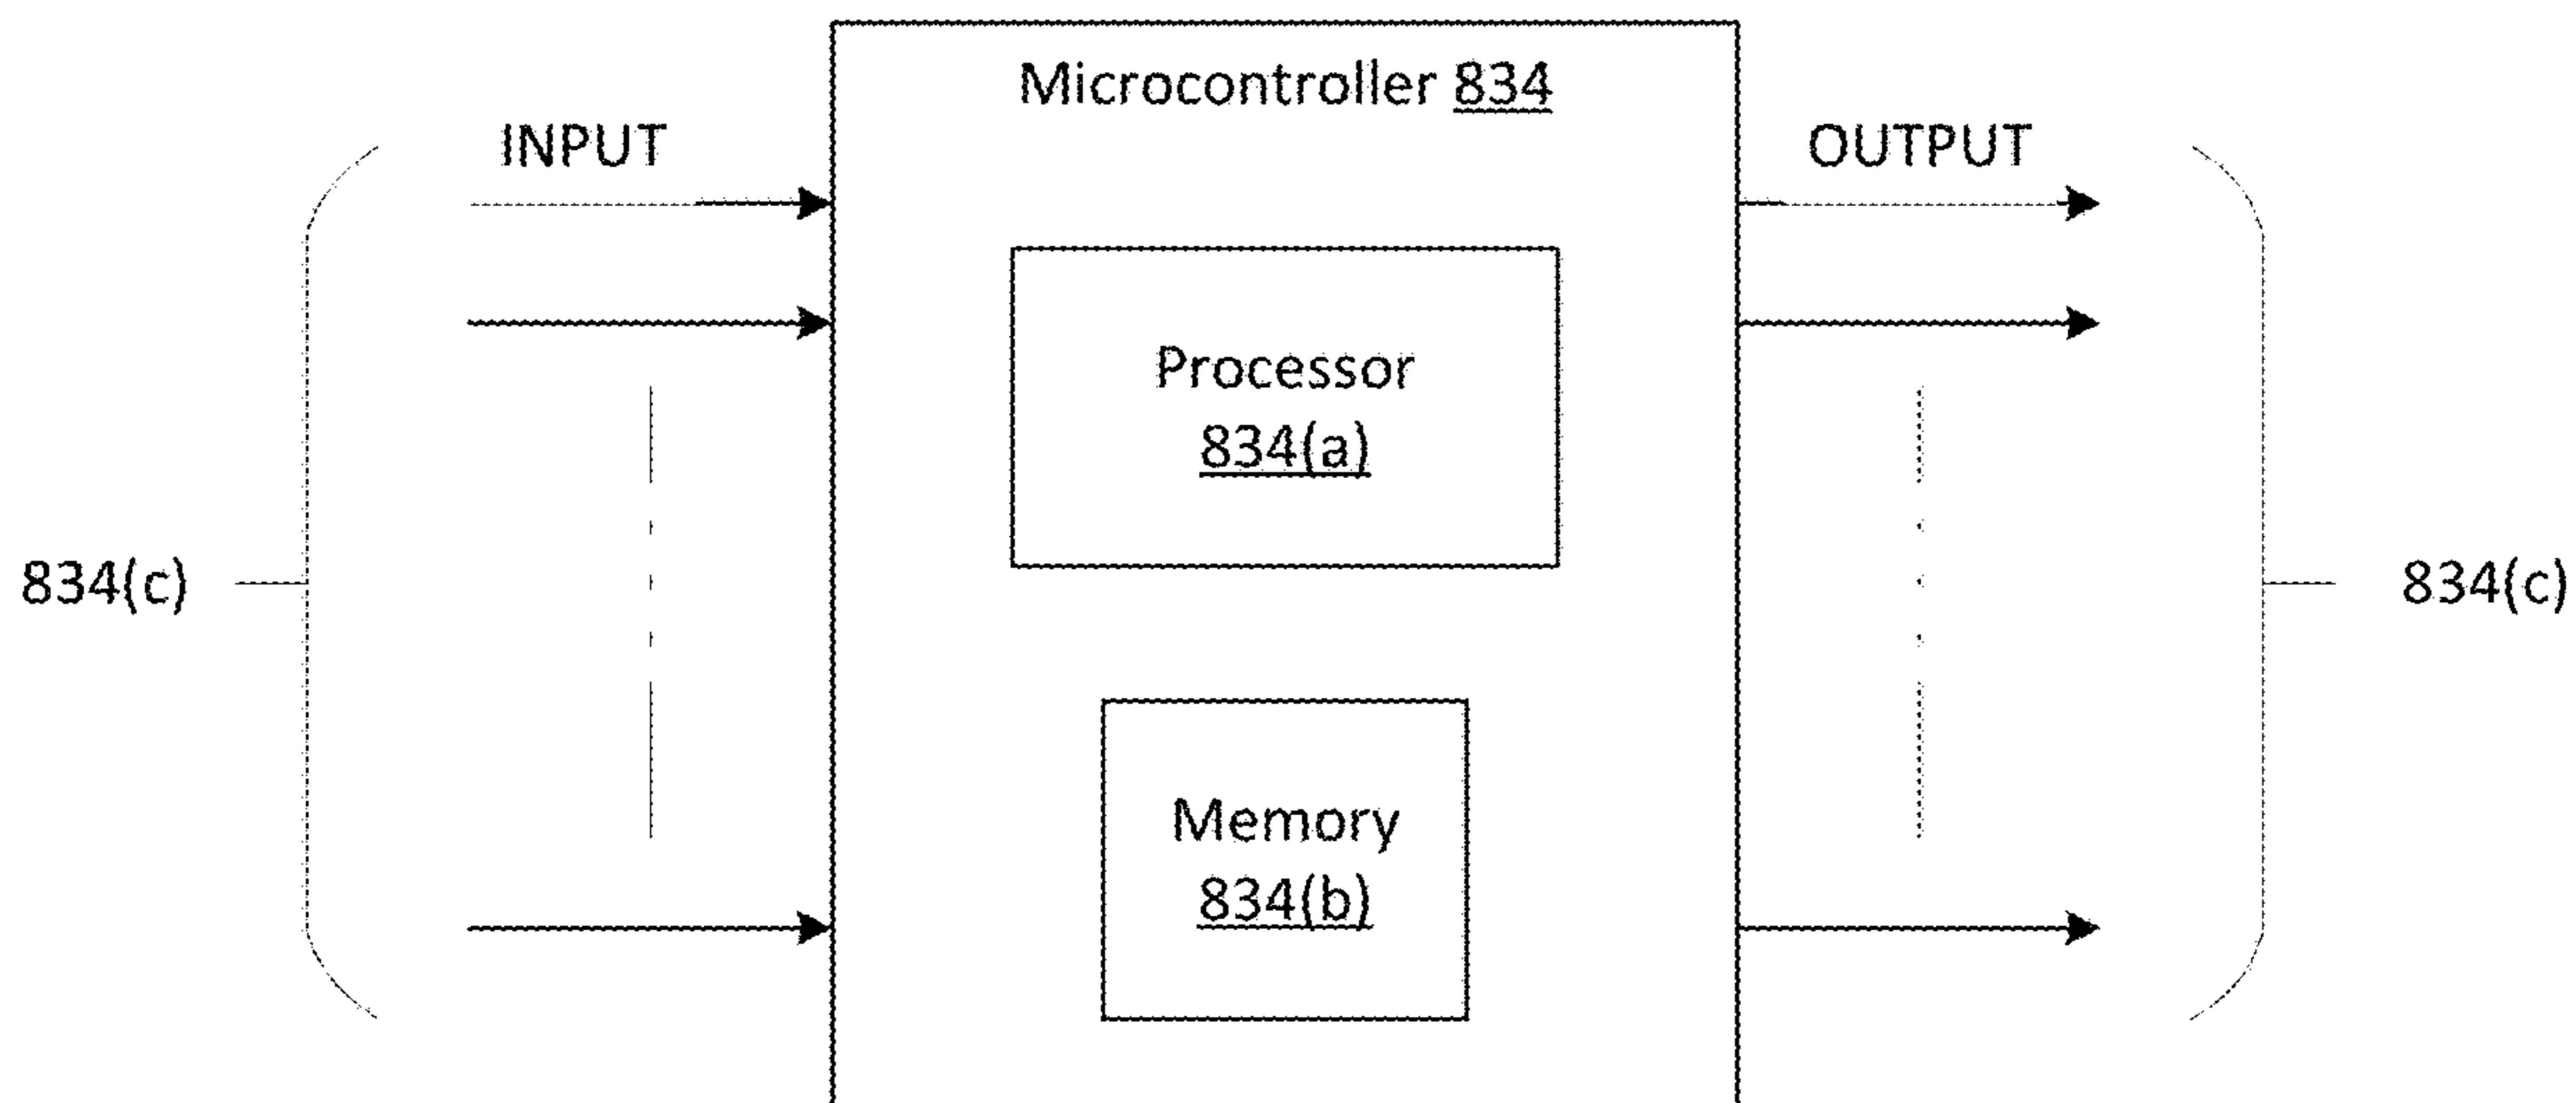 Microcontroller 834
INPUT
OUTPUT
Processor
834(a)
834(c)
834(c)
Memory
834(b)